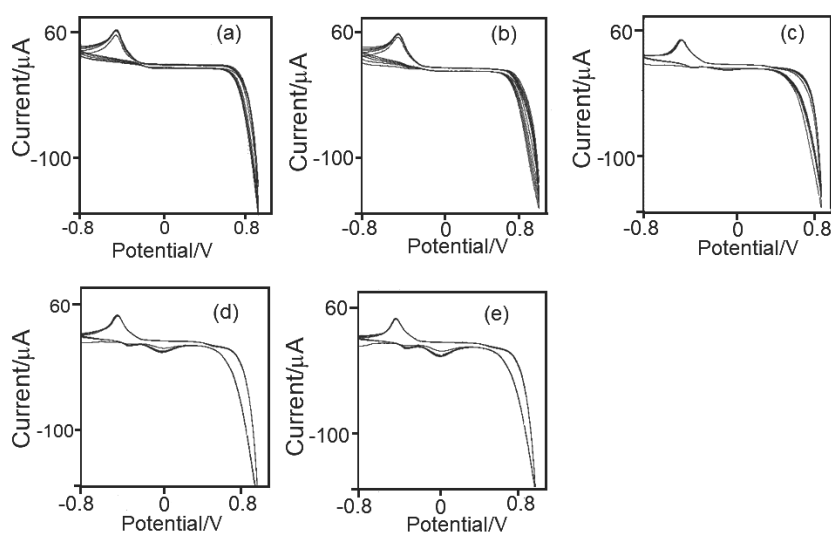 (a)
60
-100
Current/μA
-0.8
0
0.8
Potential/V
(b)
60
-100
Current/μA
-0.8
0
0.8
Potential/V
(c)
60
-100
Current/μA
-0.8
0
0.8
Potential/V
(d)
60
-100
Current/μA
-0.8
0
0.8
Potential/V
(e)
60
-100
Current/μA
-0.8
0
0.8
Potential/V